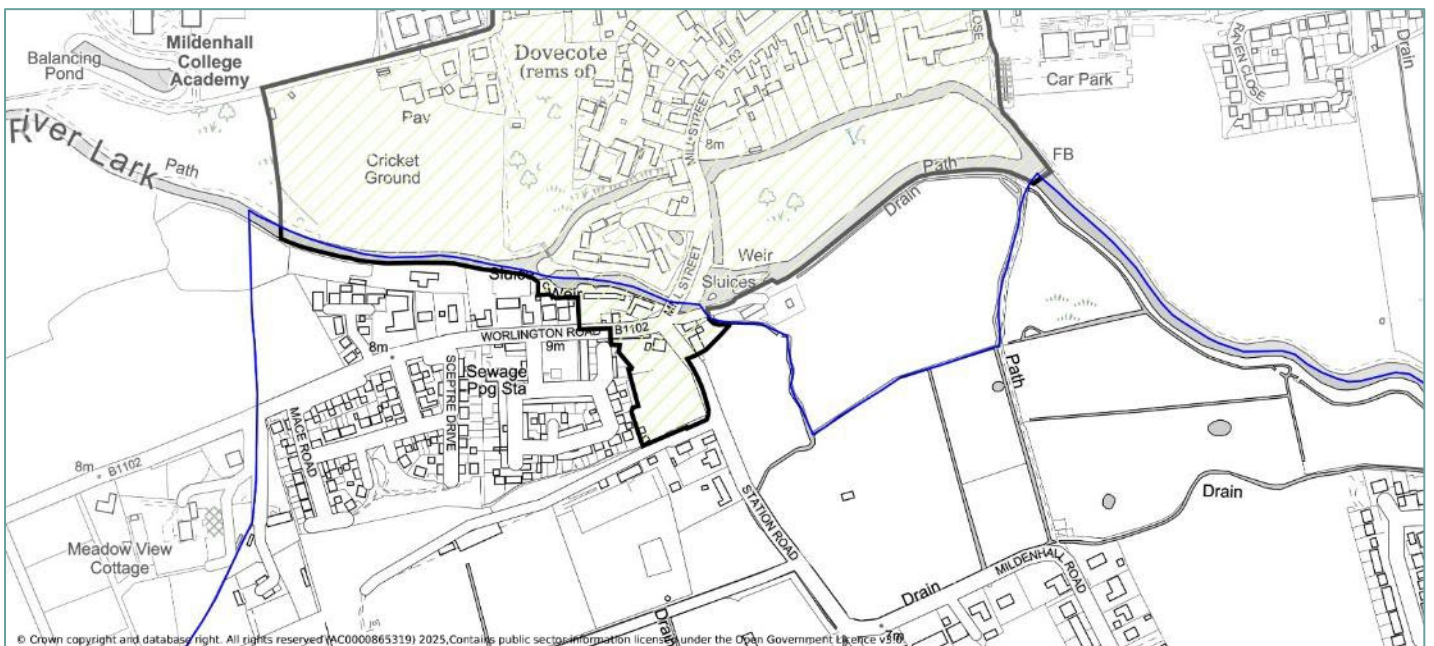 Balancing
Pond
Mildenhall
College
Academy
Dovecote
(rems of)
MILL STREET
B1102
CLOSE
Car Park
RAVEN CLOSE
Drain
River Lark
Path
Pav
Cricket
Ground
8m
MILL STREET
Path
Drain
FB
Weir
Sluices
Sluice
Weir
WORLINGTON ROAD
B1102
9m
8m
Sewage
Ppg Sta
SCEPTRE DRIVE
MACE ROAD
8m
B1102
Meadow View
Cottage
Path
STATION ROAD
Drain
MILDENHALL ROAD
Drain
Drain
7m
© Crown copyright and database right. All rights reserved (AC0000865319) 2025,Contains public sector information licensed under the Open Government Licence v3.0.